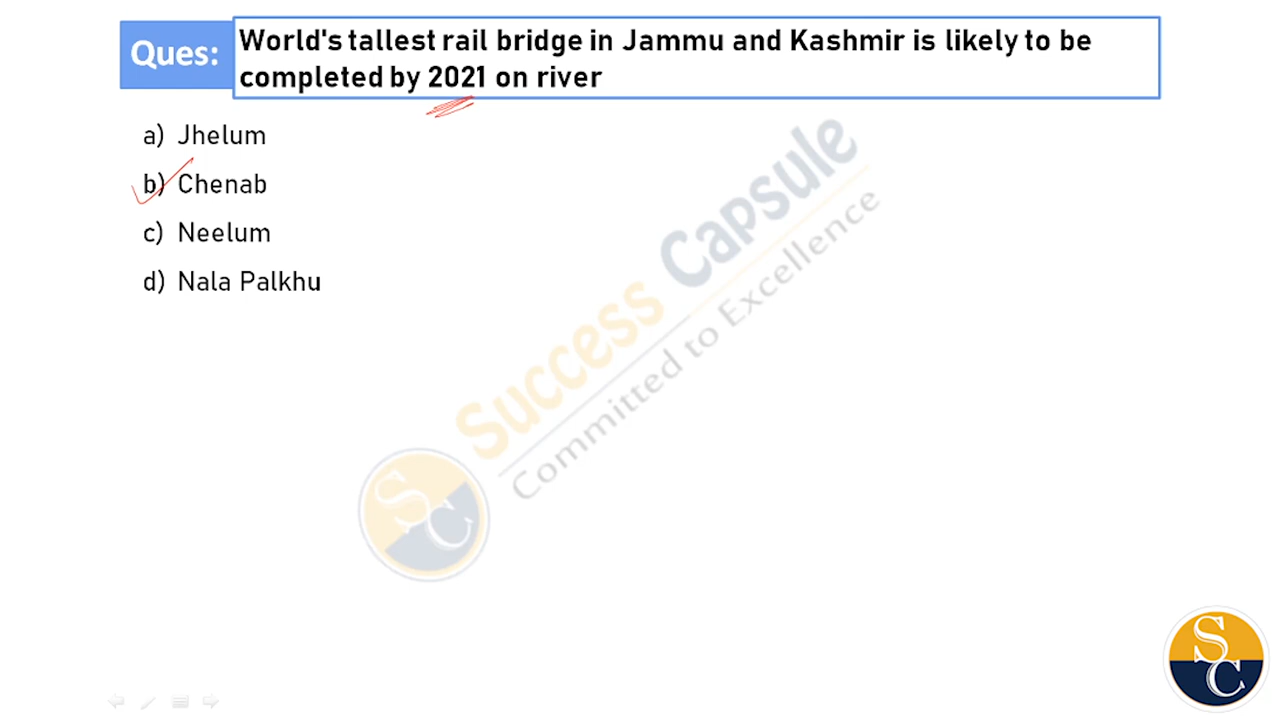 Ques:
World's tallest rail bridge in Jammu and Kashmir is likely to be
completed by 2021 on river
a) Jhelum
b) Chenab
c) Neelum
d) Nala Palkhu
Success Capsule
Committed to Excellence
SC
SC